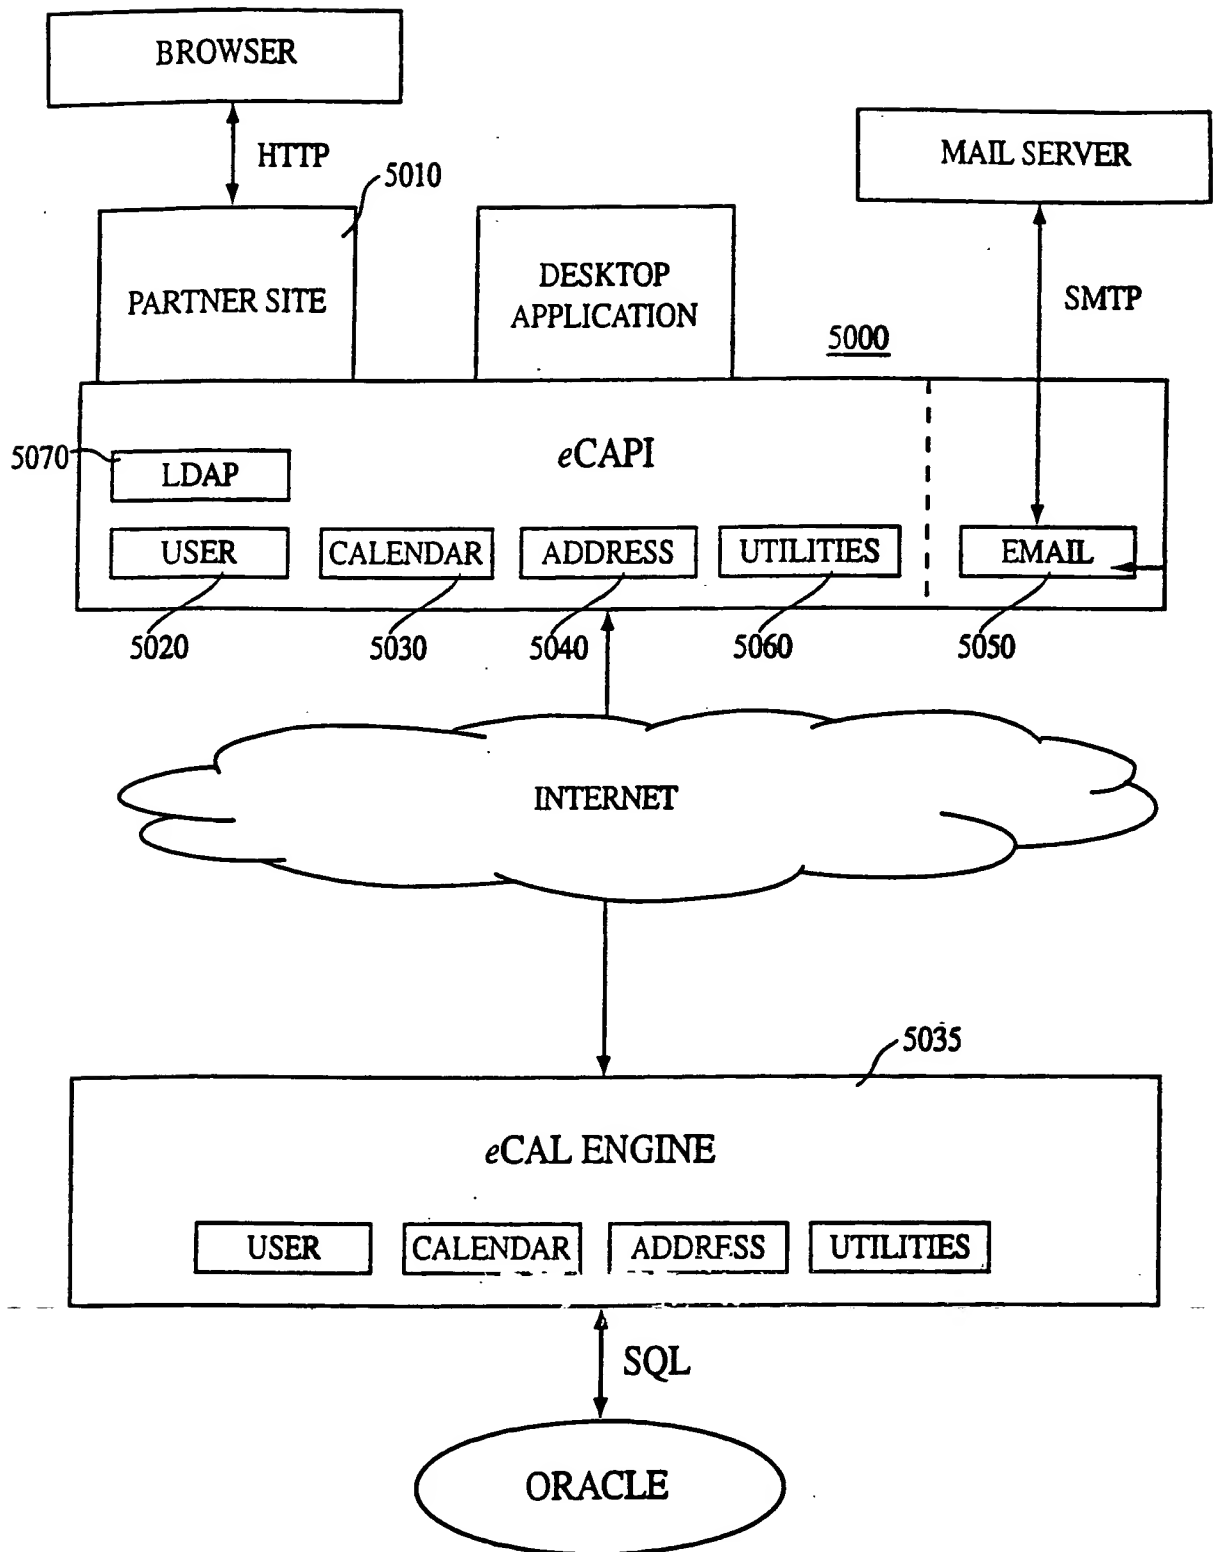 BROWSER
HTTP
MAIL SERVER
5010
PARTNER SITE
DESKTOP
APPLICATION
SMTP
5000
eCAPI
5070
LDAP
USER
CALENDAR
ADDRESS
UTILITIES
EMAIL
5020
5030
5040
5060
5050
INTERNET
5035
eCAL ENGINE
USER
CALENDAR
ADDRESS
UTILITIES
SQL
ORACLE